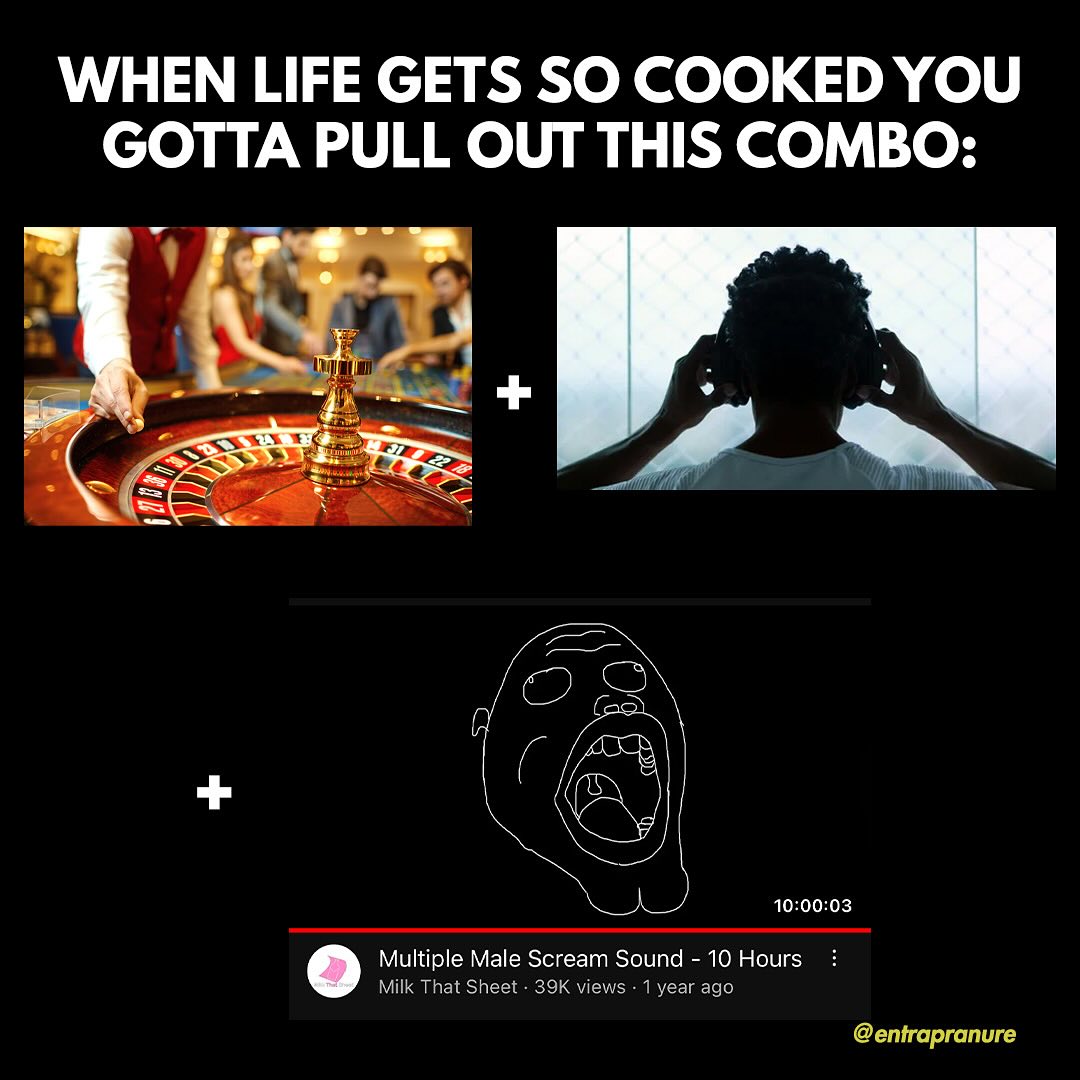 WHEN LIFE GETS SO COOKED YOU
GOTTA PULL OUT THIS COMBO:
+
+
10:00:03
Multiple Male Scream Sound - 10 Hours
Milk That Sheet · 39K views · 1 year ago
@entrapranure